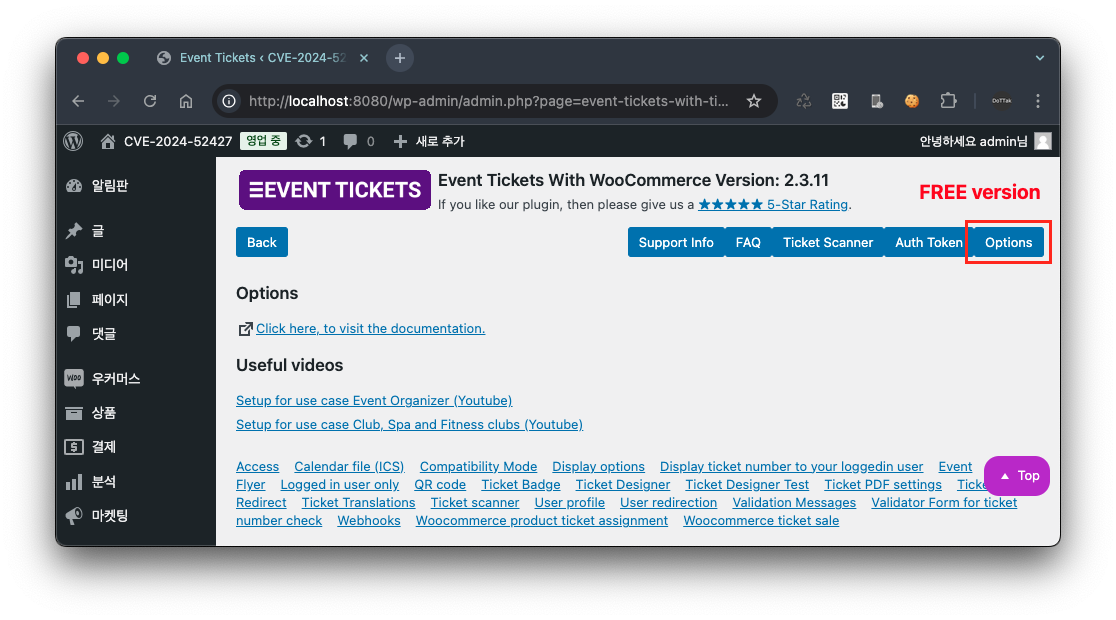 Event Tickets ‹ CVE-2024-52
http://localhost:8080/wp-admin/admin.php?page=event-tickets-with-ti...
DoTTak
CVE-2024-52427 영업 중 1 0 새로 추가 안녕하세요 admin님
알림판
글
미디어
페이지
댓글
WOO 우커머스
상품
결제
분석
마켓팅
EVENT TICKETS
Event Tickets With WooCommerce Version: 2.3.11
If you like our plugin, then please give us a ★★★★★ 5-Star Rating.
FREE version
Back Support Info FAQ Ticket Scanner Auth Token Options
Options
Click here, to visit the documentation.
Useful videos
Setup for use case Event Organizer (Youtube)
Setup for use case Club, Spa and Fitness clubs (Youtube)
Access Calendar file (ICS) Compatibility Mode Display options Display ticket number to your loggedin user Event
Flyer Logged in user only QR code Ticket Badge Ticket Designer Ticket Designer Test Ticket PDF settings
Redirect Ticket Translations Ticket scanner User profile User redirection Validation Messages Validator Form for ticket
number check Webhooks Woocommerce product ticket assignment Woocommerce ticket sale
Top